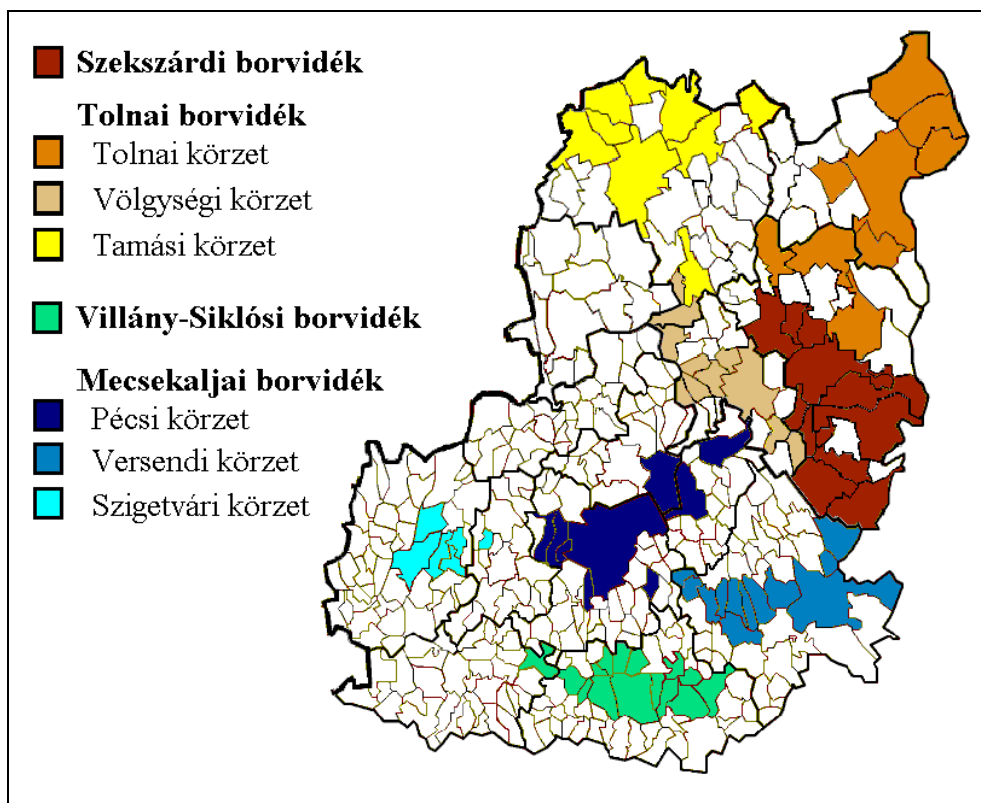 Szekszárdi borvidék
Tolnai borvidék
Tolnai körzet
Völgységi körzet
Tamási körzet
Villány-Siklósi borvidék
Mecsekaljai borvidék
Pécsi körzet
Versendi körzet
Szigetvári körzet